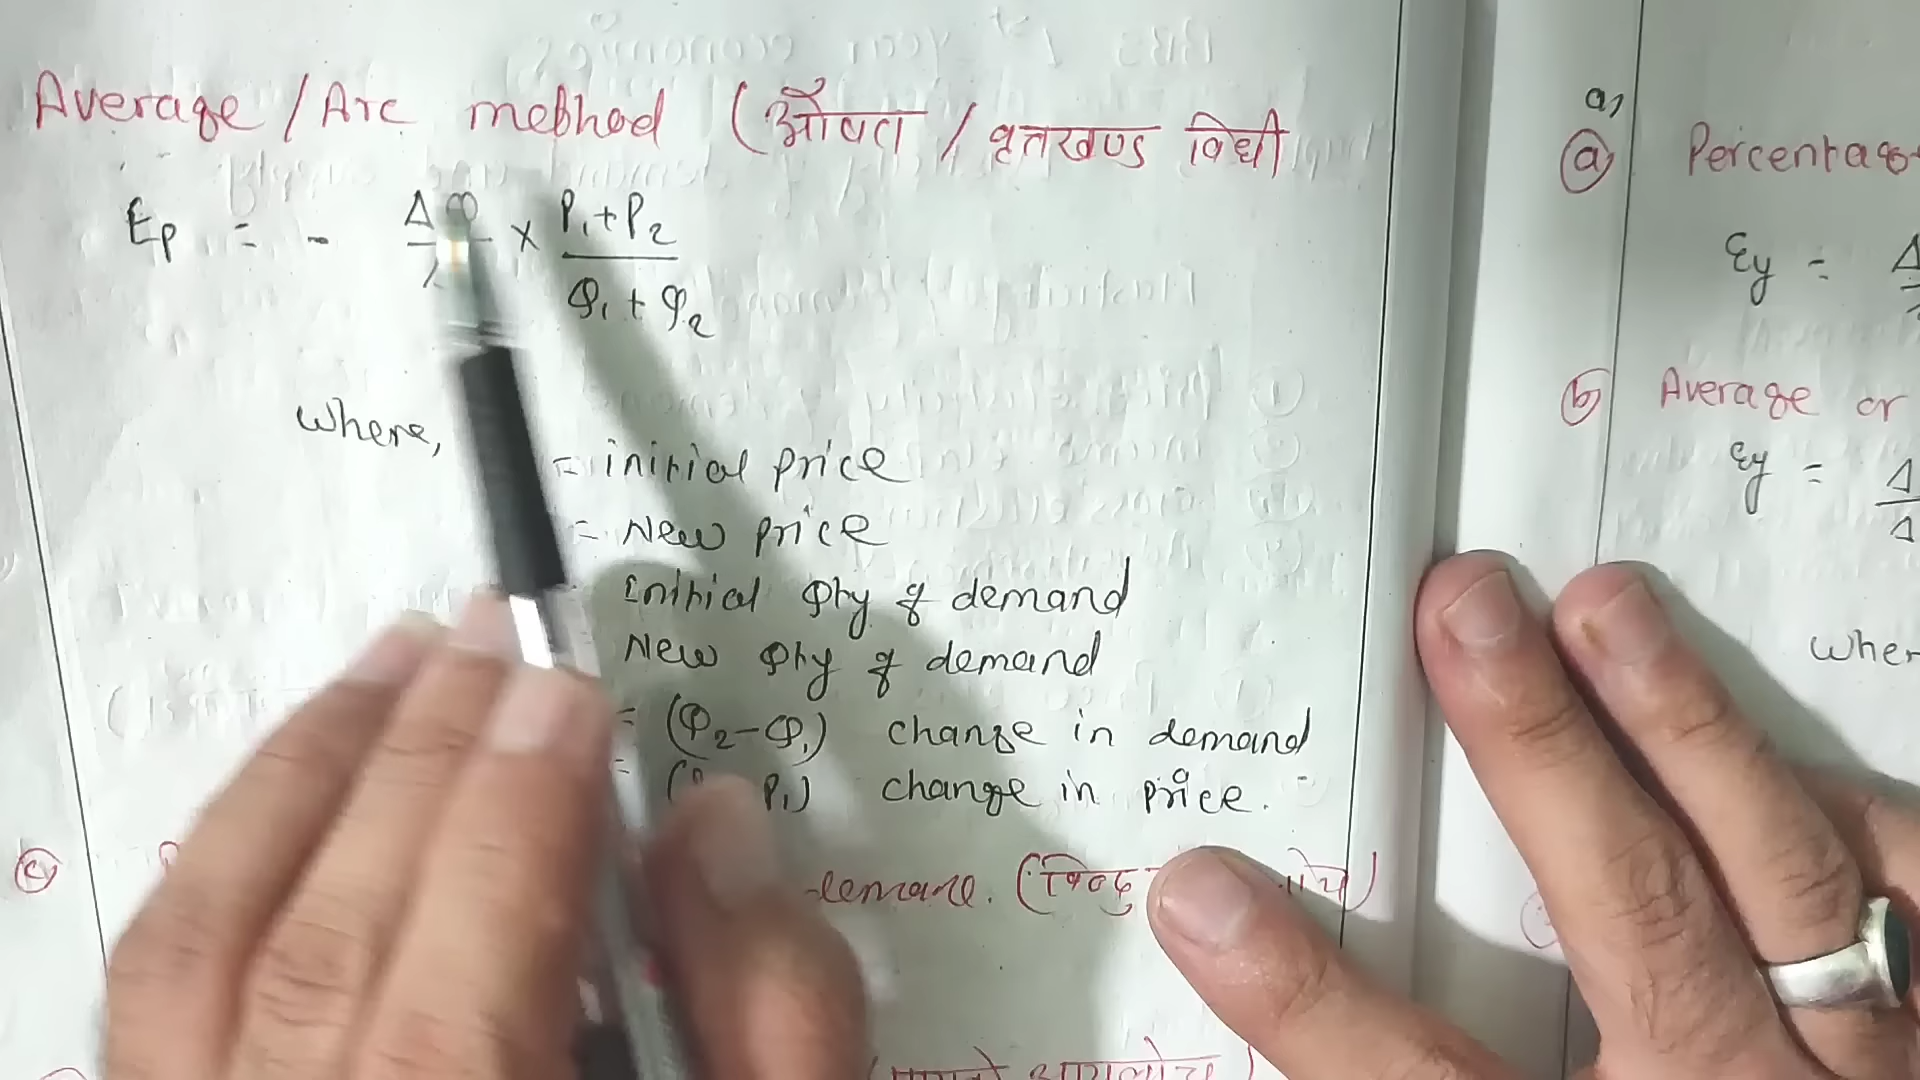 Average / Arc method (औषत / वृत्तखण्ड विधी
Ep = - ΔQ × P₁+P₂
Q₁ + Q₂
where,
= initial price
= New price
Initial Qty of demand
New Qty of demand
= (Q₂-Q₁) change in demand
= ( P₁) change in price.
c
demand. (
a,
a Percentage
Ey = Δ
b Average or
Ey = Δ
Δ
wher